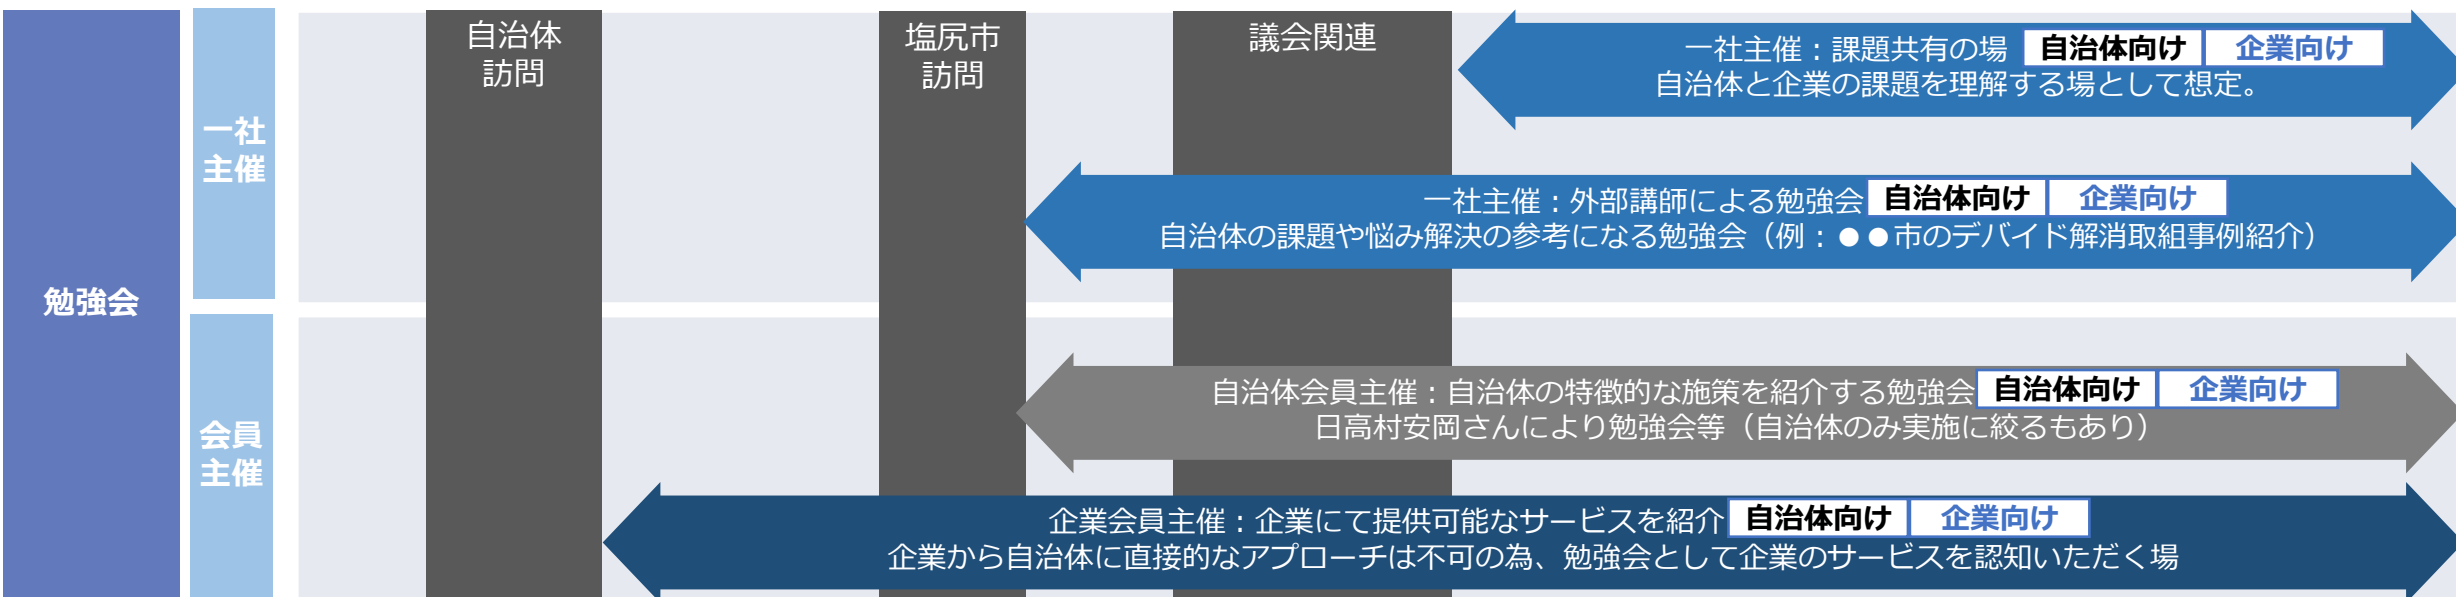 勉強会
一社
主催
会員
主催
自治体
訪問
塩尻市
訪問
議会関連
一社主催：課題共有の場 自治体向け 企業向け
自治体と企業の課題を理解する場として想定。
一社主催：外部講師による勉強会 自治体向け 企業向け
自治体の課題や悩み解決の参考になる勉強会（例：●●市のデバイド解消取組事例紹介）
自治体会員主催：自治体の特徴的な施策を紹介する勉強会 自治体向け 企業向け
日高村安岡さんにより勉強会等（自治体のみ実施に絞るもあり）
企業会員主催：企業にて提供可能なサービスを紹介 自治体向け 企業向け
企業から自治体に直接的なアプローチは不可の為、勉強会として企業のサービスを認知いただく場